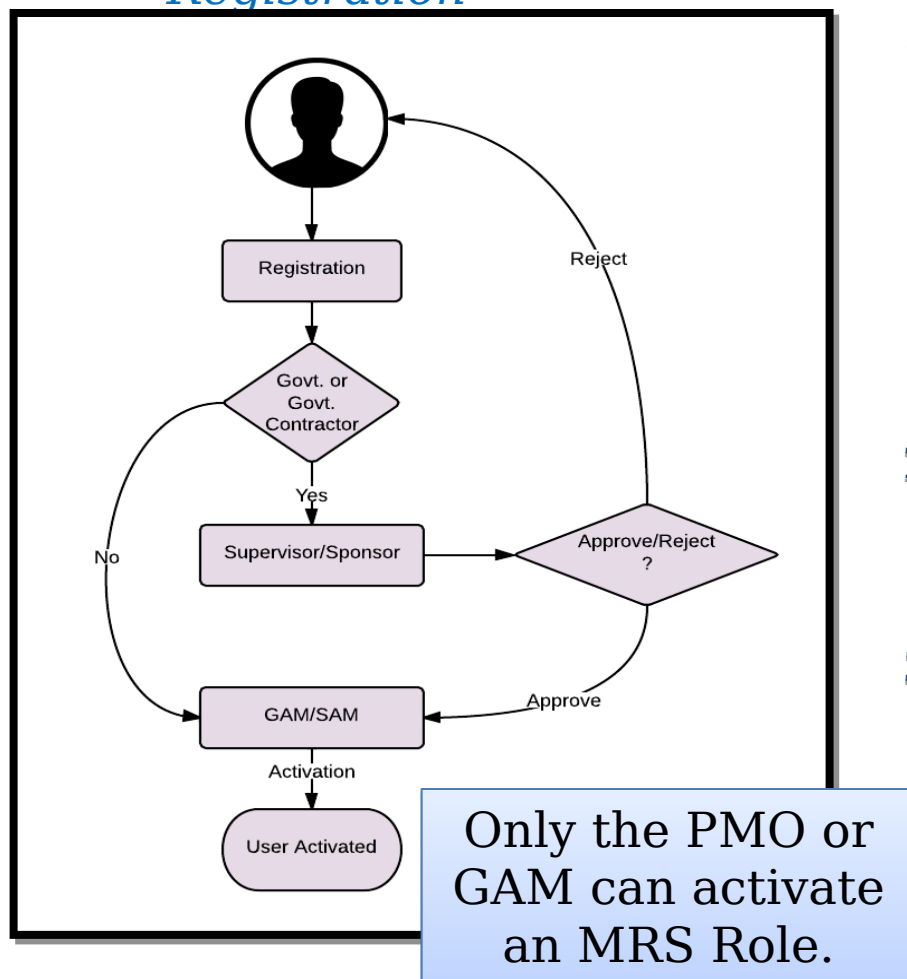 Registration
Reject
Registration
Govt. or
Govt.
Contractor
Yes
No
Supervisor/Sponsor
Approve/Reject
?
GAM/SAM
Approve
Activation
User Activated
Only the PMO or
GAM can activate
an MRS Role.